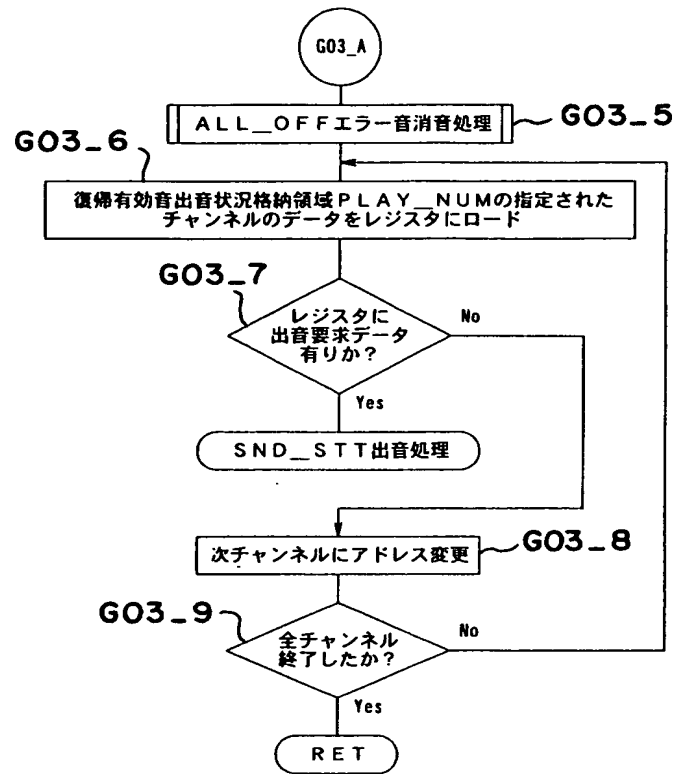 G03_A
ALL_OFFエラー音消音処理
G03_5
G03_6
復帰有効音出音状況格納領域PLAY_NUMの指定された
チャンネルのデータをレジスタにロード
G03_7
レジスタに
出音要求データ
有りか？
No
Yes
SND_STT出音処理
次チャンネルにアドレス変更
G03_8
G03_9
全チャンネル
終了したか？
No
Yes
RET